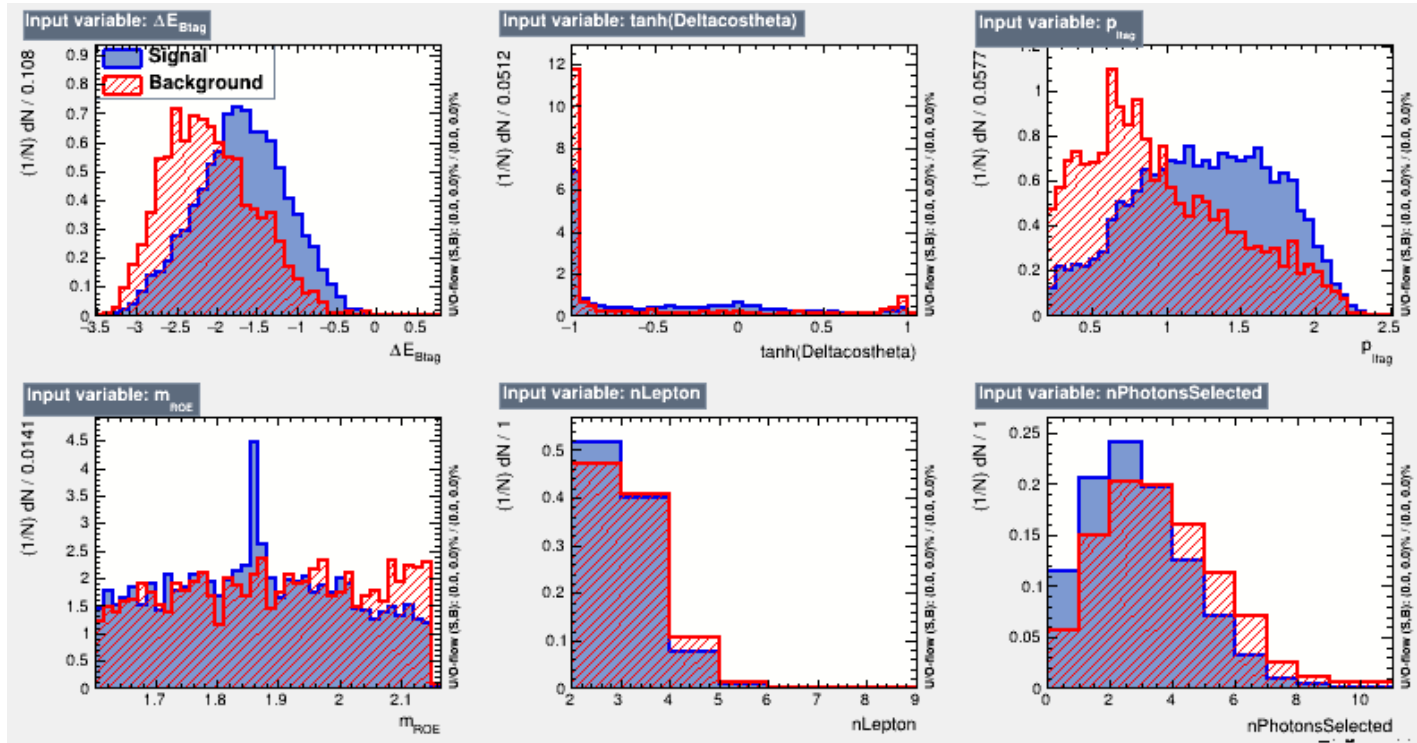 Input variable: ΔE_Btag
(1/N) dN / 0.108
0.9
0.8
0.7
0.6
0.5
0.4
0.3
0.2
0.1
0
Signal
Background
−3.5 −3 −2.5 −2 −1.5 −1 −0.5 0 0.5
ΔE_Btag
U/O-flow (S,B): (0.0, 0.0)% / (0.0, 0.0)%
Input variable: tanh(Deltacostheta)
(1/N) dN / 0.0512
12
10
8
6
4
2
0
−1 −0.5 0 0.5 1
tanh(Deltacostheta)
U/O-flow (S,B): (0.0, 0.0)% / (0.0, 0.0)%
Input variable: p_ltag
(1/N) dN / 0.0577
1
0.8
0.6
0.4
0.2
0
0.5 1 1.5 2 2.5
p_ltag
U/O-flow (S,B): (0.0, 0.0)% / (0.0, 0.0)%
Input variable: m_ROE
(1/N) dN / 0.0141
4.5
4
3.5
3
2.5
2
1.5
1
0.5
0
1.7 1.8 1.9 2 2.1
m_ROE
U/O-flow (S,B): (0.0, 0.0)% / (0.0, 0.0)%
Input variable: nLepton
(1/N) dN / 1
0.5
0.4
0.3
0.2
0.1
0
2 3 4 5 6 7 8 9
nLepton
U/O-flow (S,B): (0.0, 0.0)% / (0.0, 0.0)%
Input variable: nPhotonsSelected
(1/N) dN / 1
0.25
0.2
0.15
0.1
0.05
0
0 2 4 6 8 10
nPhotonsSelected
U/O-flow (S,B): (0.0, 0.0)% / (0.0, 0.0)%